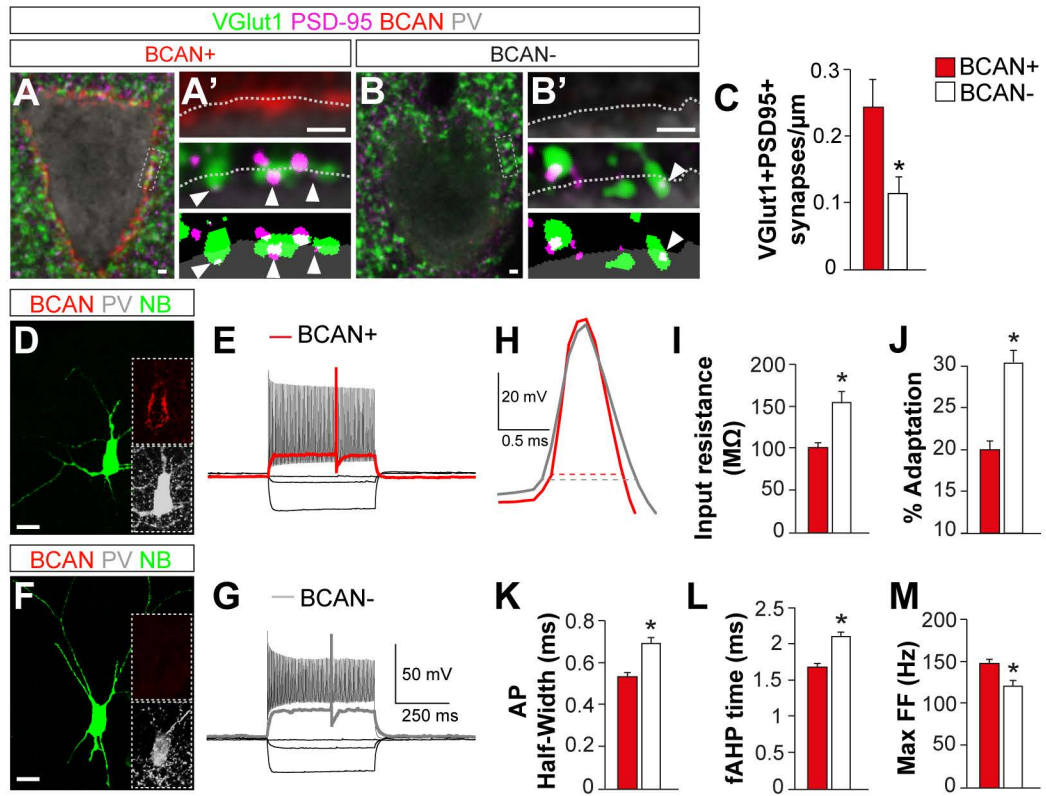 VGlut1 PSD-95 BCAN PV
BCAN+
BCAN-
A
A'
B
B'
C
VGlut1+PSD95+
synapses/µm
0.3
0.2
0.1
0
*
BCAN+
BCAN-
BCAN PV NB
D
E
BCAN+
H
20 mV
0.5 ms
I
Input resistance
(MΩ)
200
150
100
50
0
*
J
% Adaptation
30
25
20
15
10
*
BCAN PV NB
F
G
BCAN-
50 mV
250 ms
K
AP
Half-Width (ms)
0.8
0.6
0.4
0.2
0
*
L
fAHP time (ms)
2.5
2
1.5
1
0.5
0
*
M
Max FF (Hz)
200
150
100
50
0
*